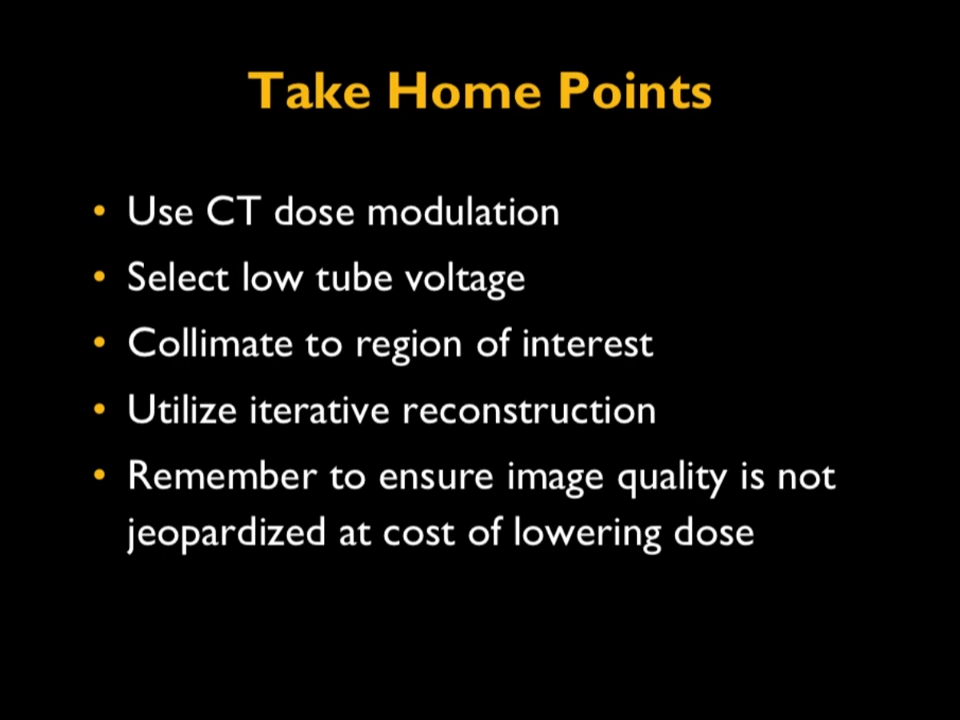 Take Home Points
• Use CT dose modulation
• Select low tube voltage
• Collimate to region of interest
• Utilize iterative reconstruction
• Remember to ensure image quality is not
jeopardized at cost of lowering dose